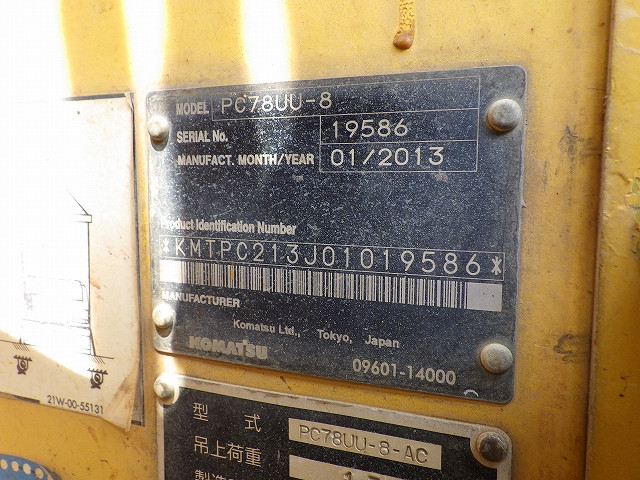 MODEL PC78UU-8
SERIAL No. 19586
MANUFACT. MONTH/YEAR 01/2013
Product Identification Number
*KMTPC213J01019586*
MANUFACTURER
Komatsu Ltd., Tokyo, Japan
KOMATSU 09601-14000
21W-00-55131
型式 PC78UU-8-AC
吊上荷重